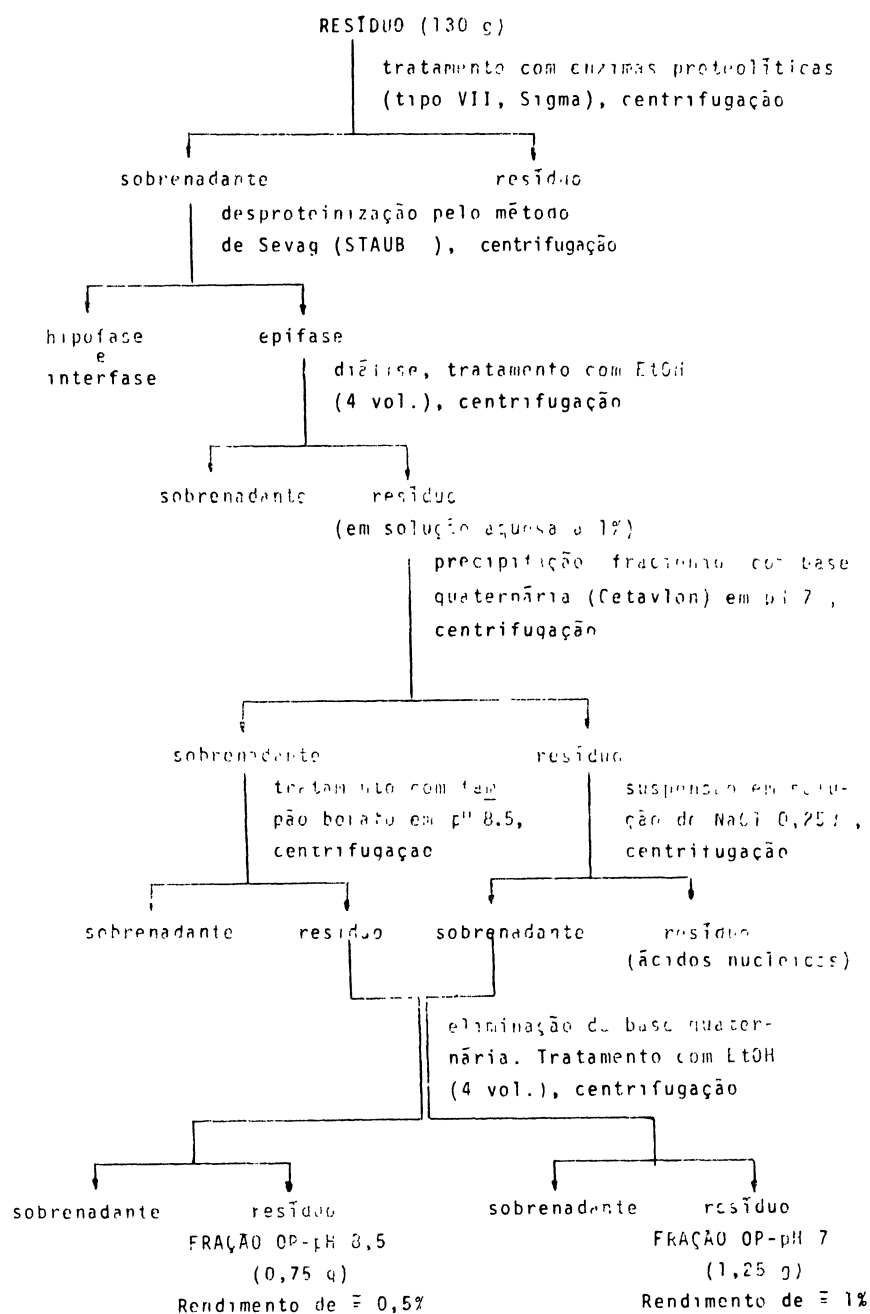 RESÍDUO (130 g)
tratamento com enzimas proteolíticas
(tipo VII, Sigma), centrifugação
sobrenadante resíduo
desproteinização pelo método
de Sevag (STAUB ), centrifugação
hipofase
e
interfase
epifase
diálise, tratamento com EtOH
(4 vol.), centrifugação
sobrenadante resíduo
(em solução aquosa a 1%)
precipitação fraciento com base
quaternária (Cetavlon) em pH 7 ,
centrifugação
sobrenadante resíduo
tratamento com tam
pão borato em pH 8.5,
centrifugaçao
suspensão em solu-
ção de NaCl 0,25 ,
centrifugação
sobrenadante resíduo sobrenadante resíduo
(ácidos nucleicos)
eliminação da base quater-
nária. Tratamento com EtOH
(4 vol.), centrifugação
sobrenadante resíduo
FRAÇÃO OP-pH 8,5
(0,75 g)
Rendimento de ≅ 0,5%
sobrenadante resíduo
FRAÇÃO OP-pH 7
(1,25 g)
Rendimento de ≅ 1%